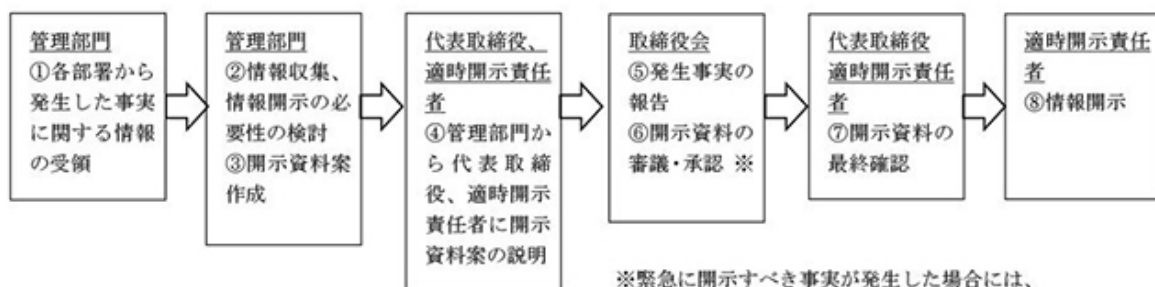 管理部門
①各部署から
発生した事実
に関する情報
の受領
管理部門
②情報収集、
情報開示の必
要性の検討
③開示資料案
作成
代表取締役、
適時開示責任
者
④管理部門か
ら代表取締
役、適時開示
責任者に開示
資料案の説明
取締役会
⑤発生事実の
報告
⑥開示資料の
審議・承認 ※
代表取締役
適時開示責任
者
⑦開示資料の
最終確認
適時開示責任
者
⑧情報開示
※緊急に開示すべき事実が発生した場合には、